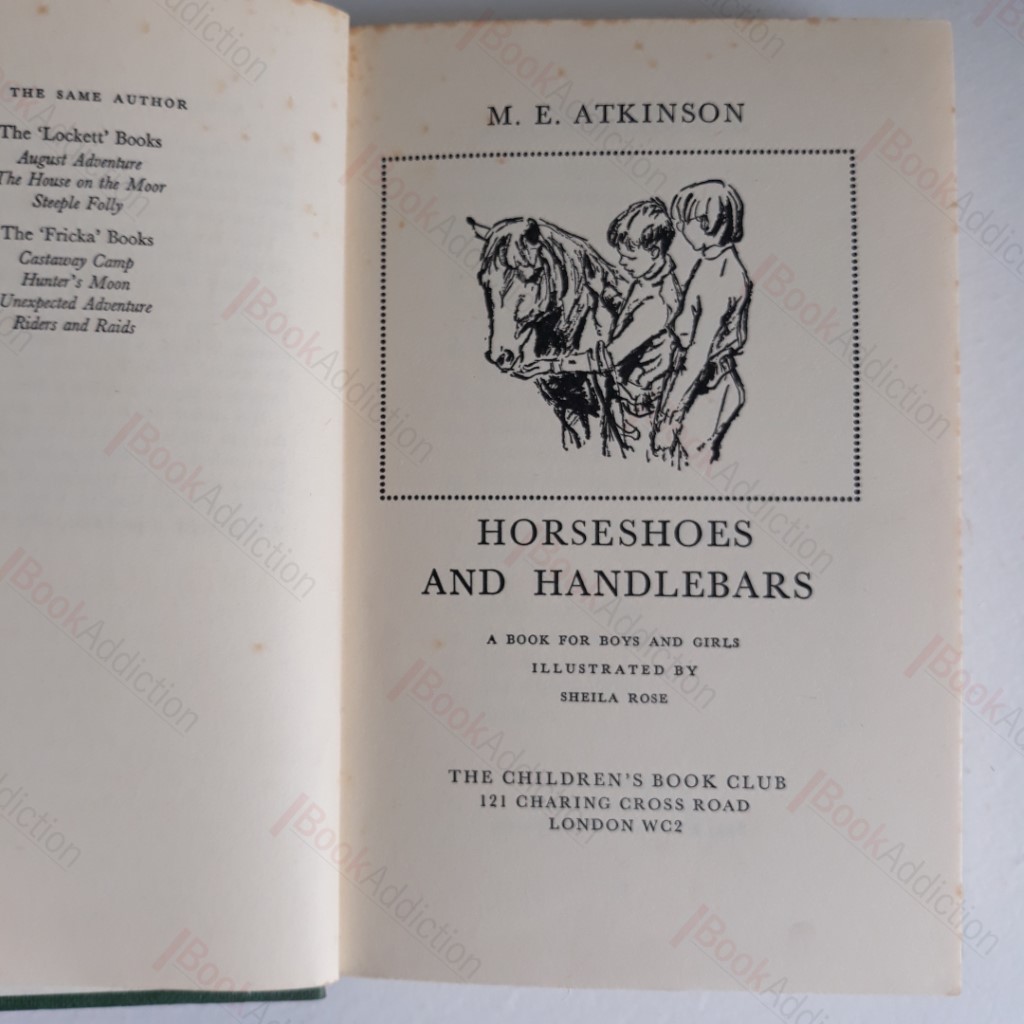 THE SAME AUTHOR
The 'Lockett' Books
August Adventure
The House on the Moor
Steeple Folly
The 'Fricka' Books
Castaway Camp
Hunter's Moon
Unexpected Adventure
Riders and Raids
M. E. ATKINSON
HORSESHOES
AND HANDLEBARS
A BOOK FOR BOYS AND GIRLS
ILLUSTRATED BY
SHEILA ROSE
THE CHILDREN'S BOOK CLUB
121 CHARING CROSS ROAD
LONDON WC2
BookAddiction